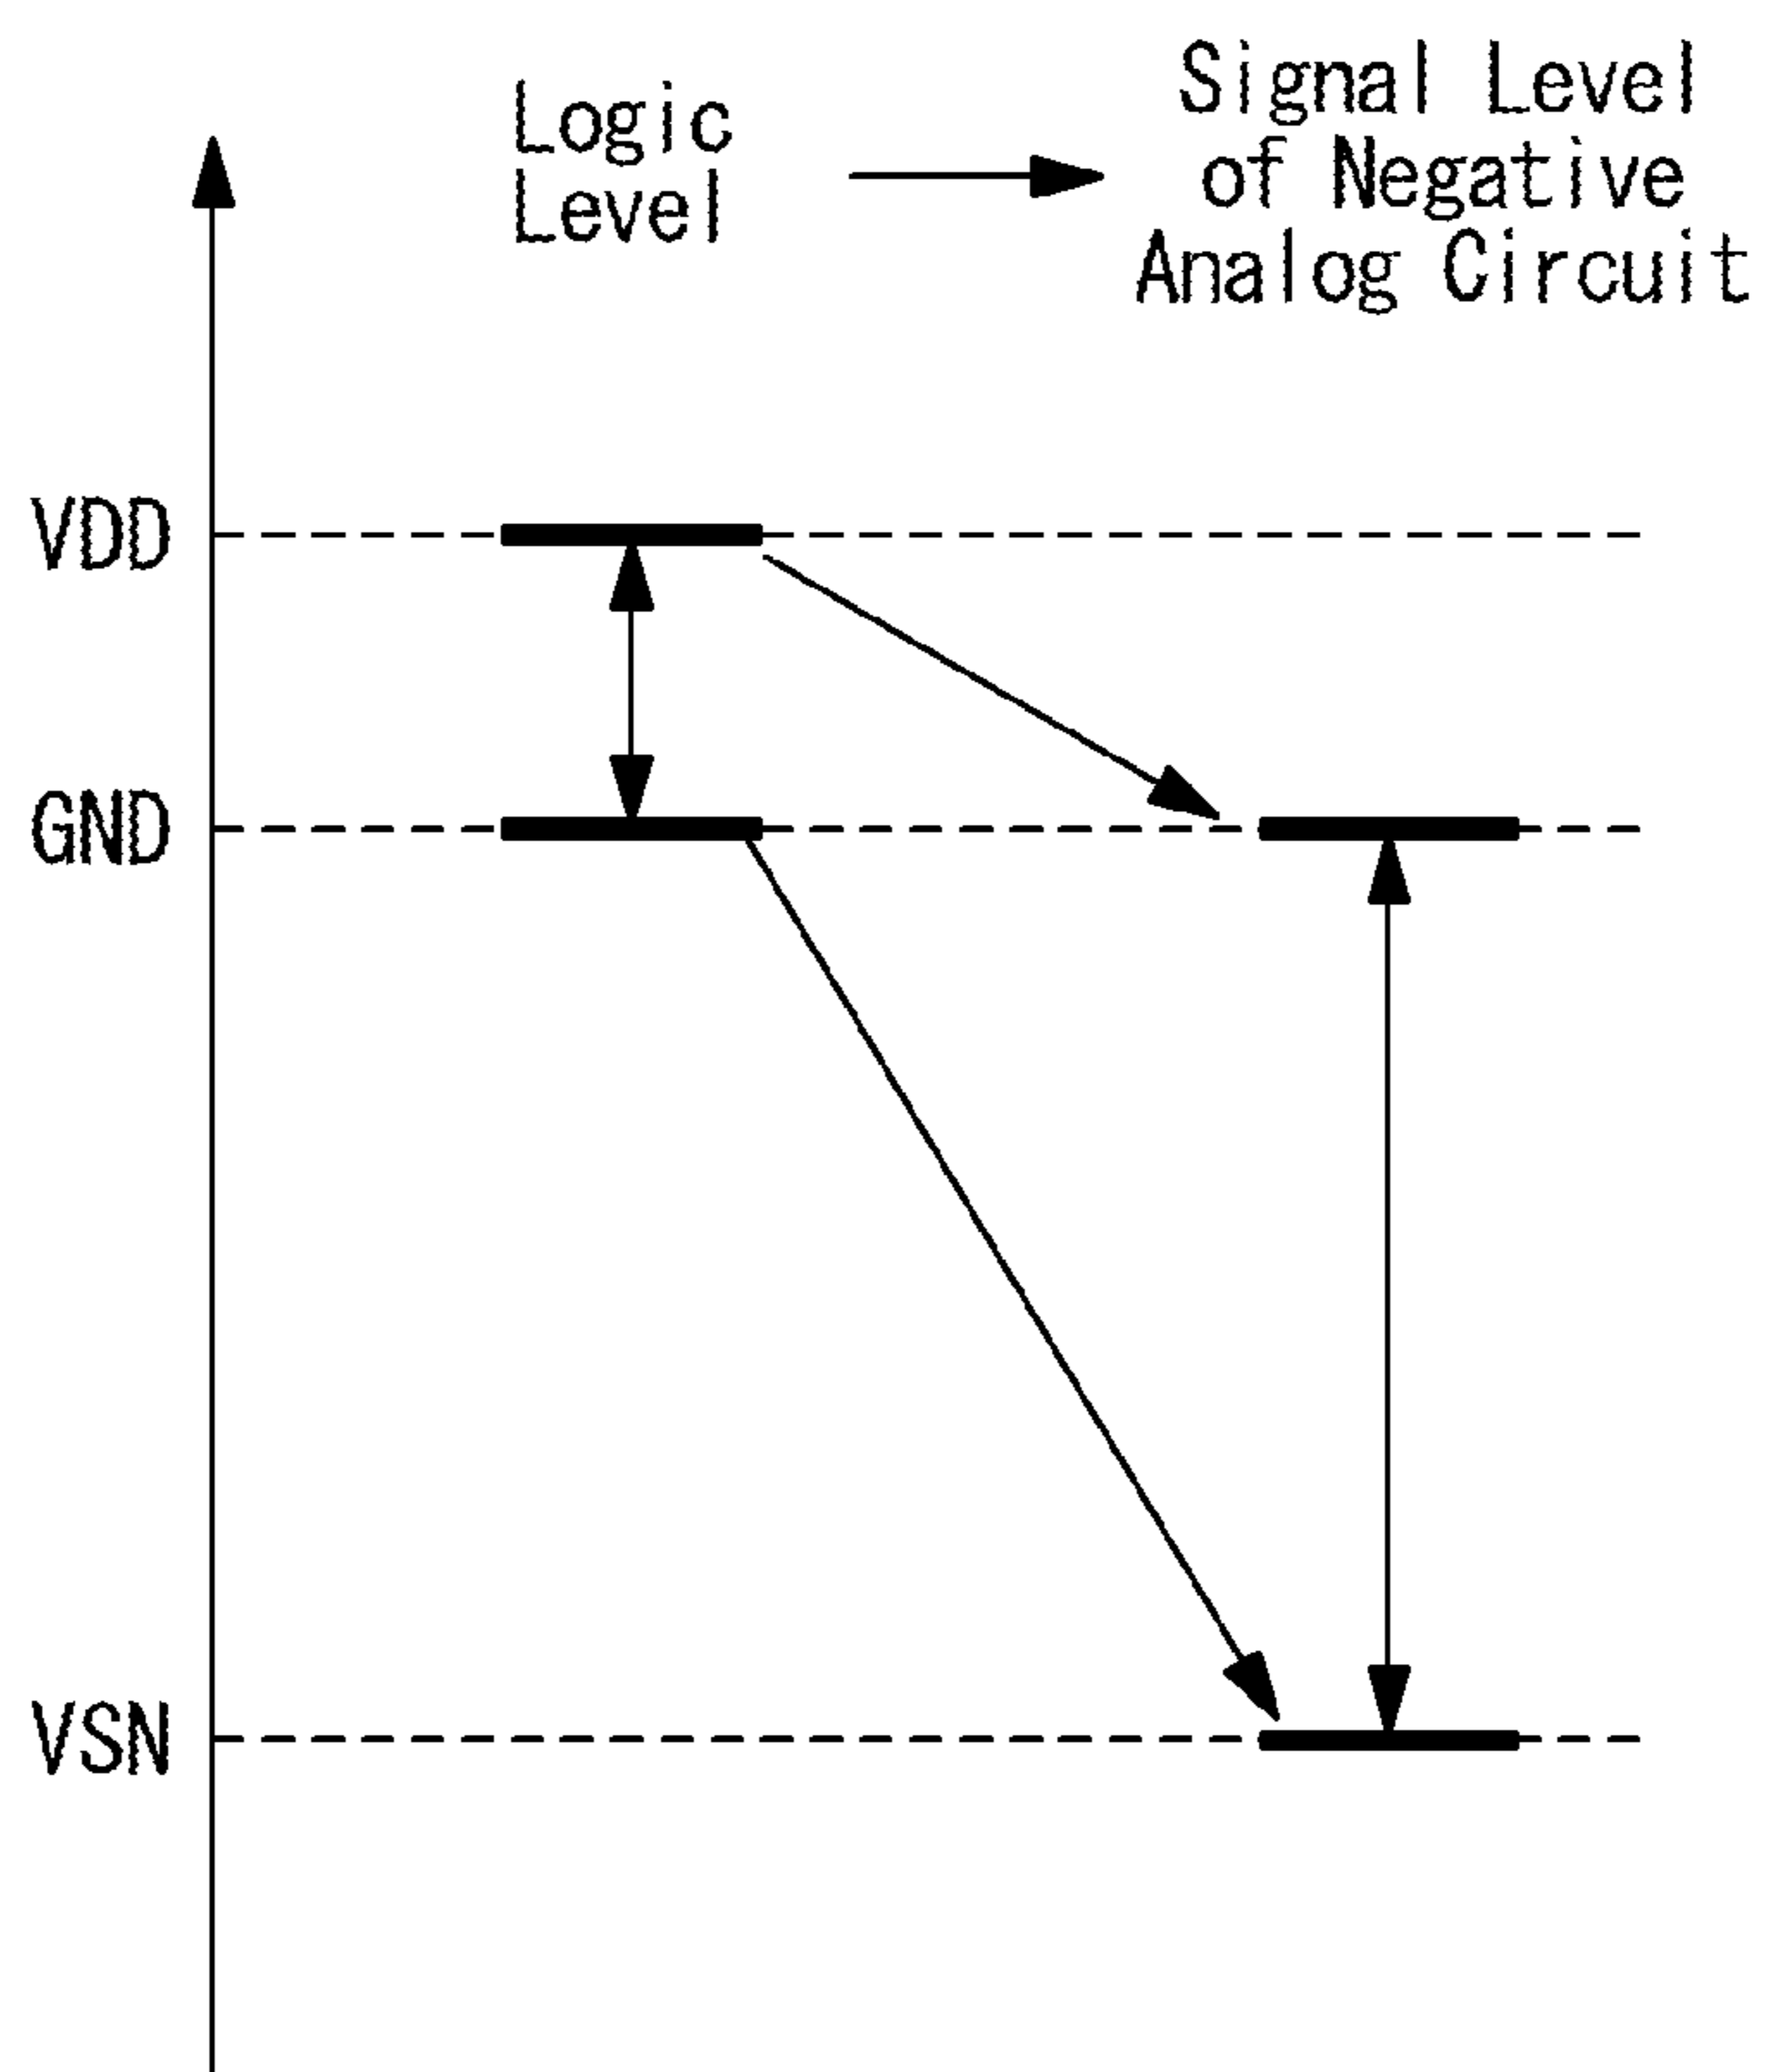 Logic
Level
Signal Level
of Negative
Analog Circuit
VDD
GND
VSN